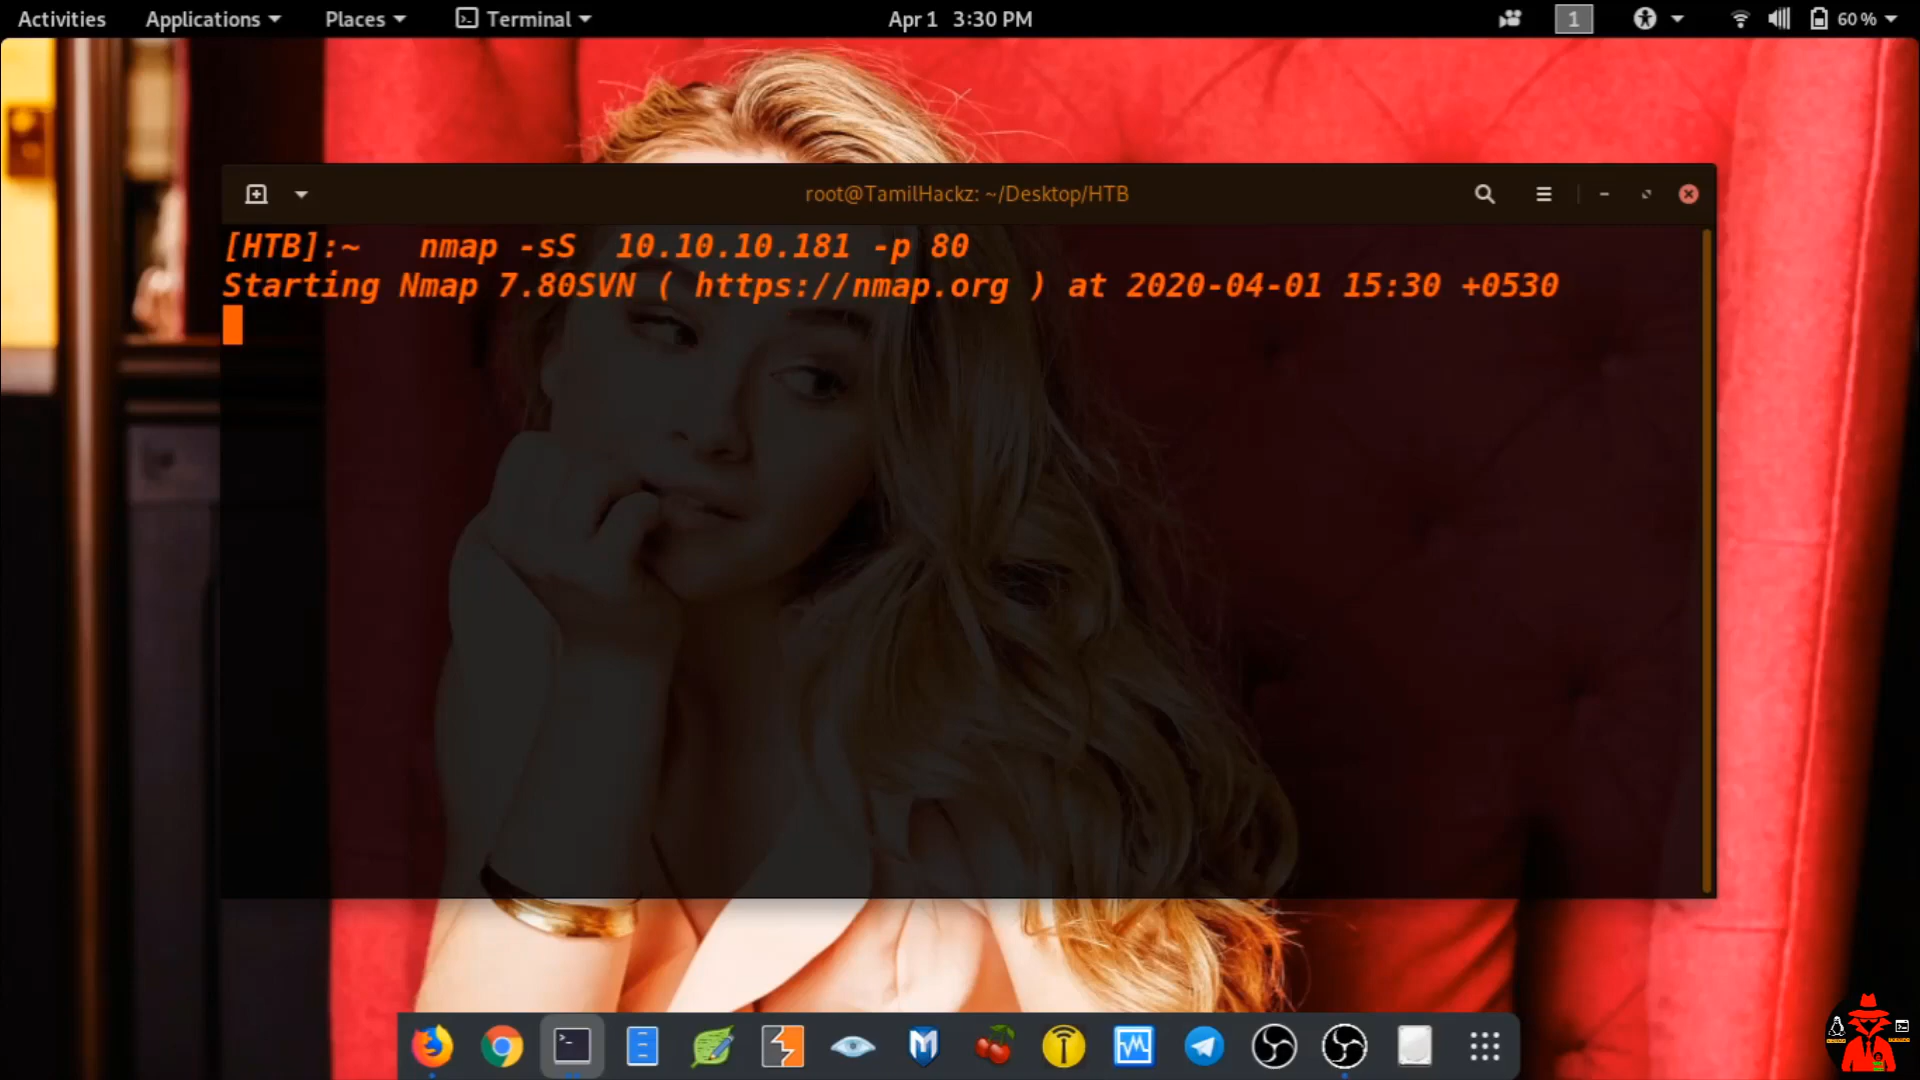 Activities Applications Places Terminal Apr 1 3:30 PM 1 60 %
root@TamilHackz: ~/Desktop/HTB
[HTB]:~ nmap -sS 10.10.10.181 -p 80
Starting Nmap 7.80SVN ( https://nmap.org ) at 2020-04-01 15:30 +0530